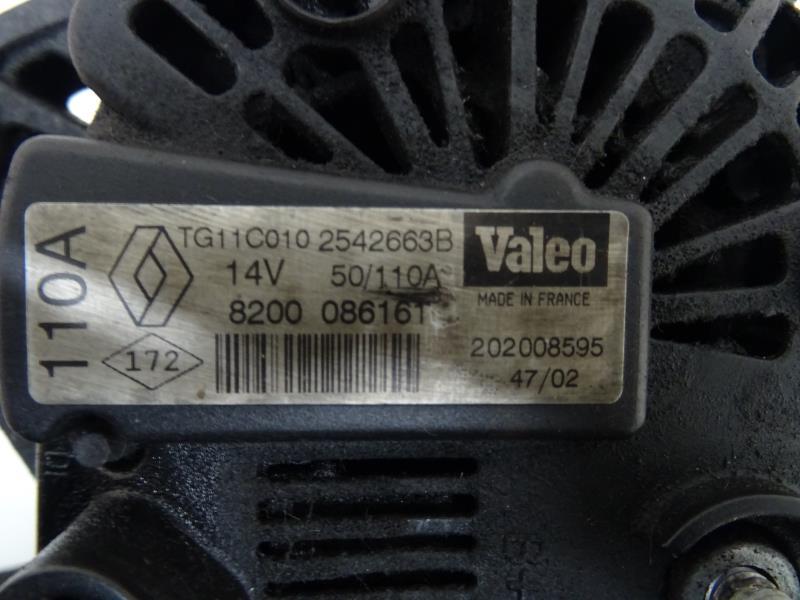 110A
TG11C010 2542663B
14V 50/110A
8200 086161
172
Valeo
MADE IN FRANCE
202008595
47/02